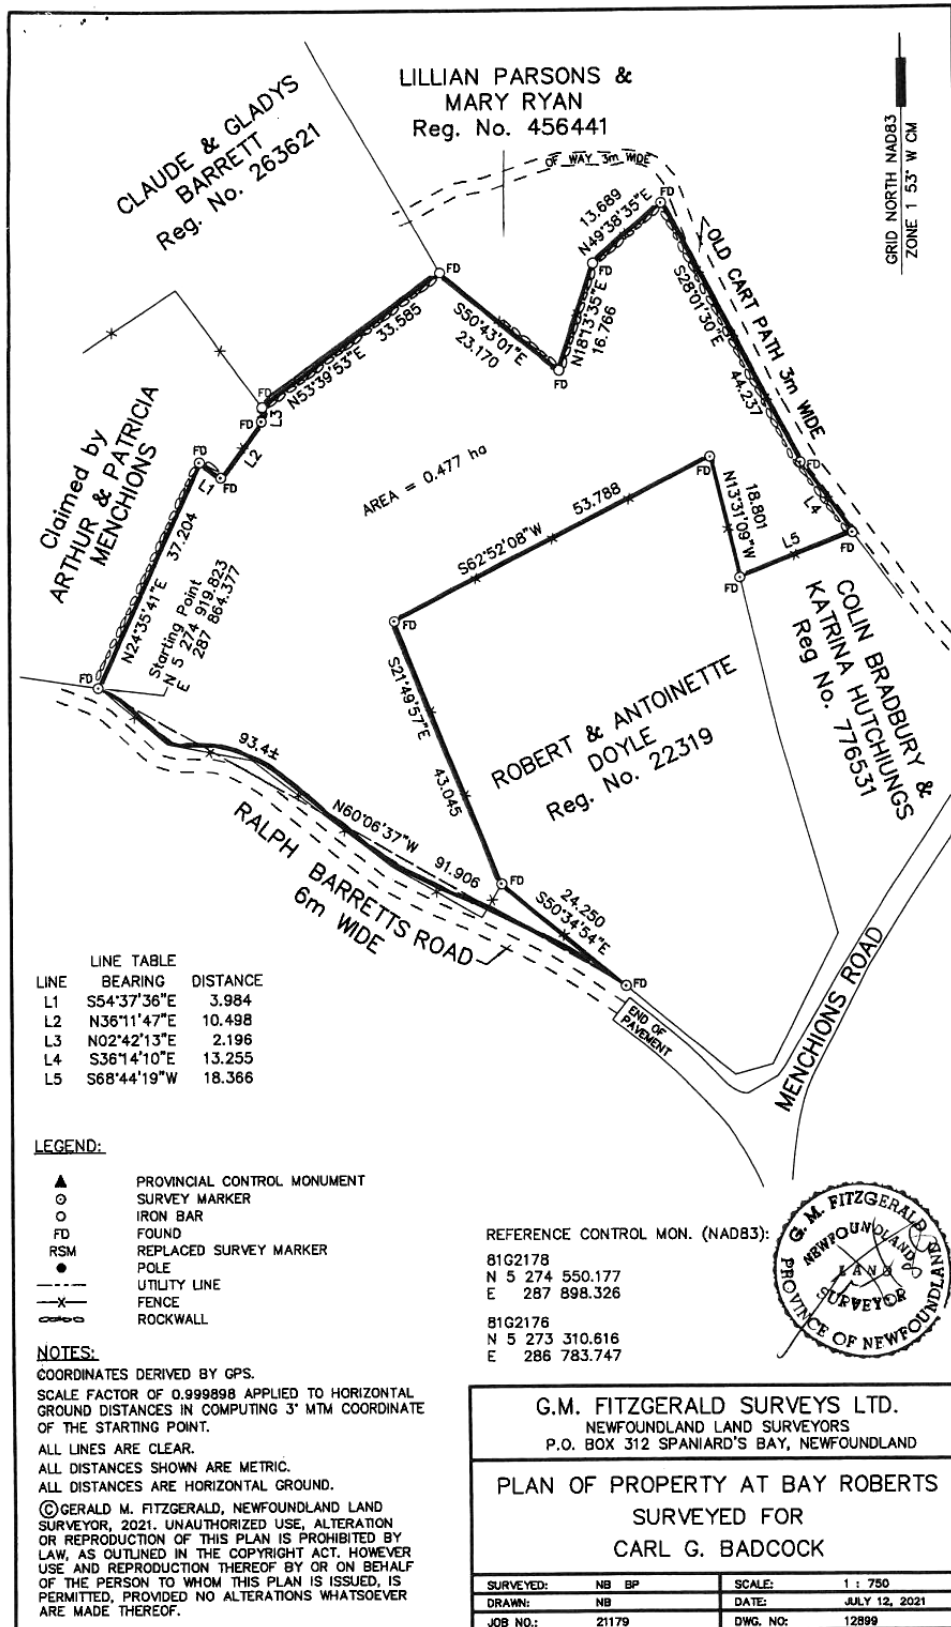 LILLIAN PARSONS &
MARY RYAN
Reg. No. 456441
CLAUDE & GLADYS
BARRETT
Reg. No. 263621
GRID NORTH NAD83
ZONE 1 53° W CM
OF WAY 3m WIDE
OLD CART PATH 3m WIDE
FD
13.689
N49°38'35"E
FD
FD
S50°43'01"E
23.170
N18°13'35"E
16.766
FD
S28°01'30"E
44.237
N53°39'53"E 33.585
FD
L3
FD
L2
FD
L1
FD
Claimed by
ARTHUR & PATRICIA
MENCHIONS
N24°35'41"E 37.204
Starting Point
N 5 274 919.823
E 287 864.377
FD
AREA = 0.477 ha
S62°52'08"W 53.788
FD
N13°31'09"W
18.801
FD
L4
L5
FD
FD
COLIN BRADBURY &
KATRINA HUTCHIUNGS
Reg No. 776531
FD
S21°49'57"E
43.045
ROBERT & ANTOINETTE
DOYLE
Reg. No. 22319
93.4±
N60°06'37"W
91.906
RALPH BARRETTS ROAD
6m WIDE
FD
24.250
S50°34'54"E
FD
END OF
PAVEMENT
MENCHIONS ROAD
LINE TABLE
LINE BEARING DISTANCE
L1 S54°37'36"E 3.984
L2 N36°11'47"E 10.498
L3 N02°42'13"E 2.196
L4 S36°14'10"E 13.255
L5 S68°44'19"W 18.366
LEGEND:
PROVINCIAL CONTROL MONUMENT
SURVEY MARKER
IRON BAR
FD FOUND
RSM REPLACED SURVEY MARKER
POLE
UTILITY LINE
FENCE
ROCKWALL
REFERENCE CONTROL MON. (NAD83):
81G2178
N 5 274 550.177
E 287 898.326
81G2176
N 5 273 310.616
E 286 783.747
G. M. FITZGERALD
NEWFOUNDLAND
LAND
SURVEYOR
PROVINCE OF NEWFOUNDLAND
NOTES:
COORDINATES DERIVED BY GPS.
SCALE FACTOR OF 0.999898 APPLIED TO HORIZONTAL
GROUND DISTANCES IN COMPUTING 3° MTM COORDINATE
OF THE STARTING POINT.
ALL LINES ARE CLEAR.
ALL DISTANCES SHOWN ARE METRIC.
ALL DISTANCES ARE HORIZONTAL GROUND.
©GERALD M. FITZGERALD, NEWFOUNDLAND LAND
SURVEYOR, 2021. UNAUTHORIZED USE, ALTERATION
OR REPRODUCTION OF THIS PLAN IS PROHIBITED BY
LAW, AS OUTLINED IN THE COPYRIGHT ACT. HOWEVER
USE AND REPRODUCTION THEREOF BY OR ON BEHALF
OF THE PERSON TO WHOM THIS PLAN IS ISSUED, IS
PERMITTED, PROVIDED NO ALTERATIONS WHATSOEVER
ARE MADE THEREOF.
G.M. FITZGERALD SURVEYS LTD.
NEWFOUNDLAND LAND SURVEYORS
P.O. BOX 312 SPANIARD'S BAY, NEWFOUNDLAND
PLAN OF PROPERTY AT BAY ROBERTS
SURVEYED FOR
CARL G. BADCOCK
SURVEYED: NB BP SCALE: 1 : 750
DRAWN: NB DATE: JULY 12, 2021
JOB NO.: 21179 DWG. NO: 12899